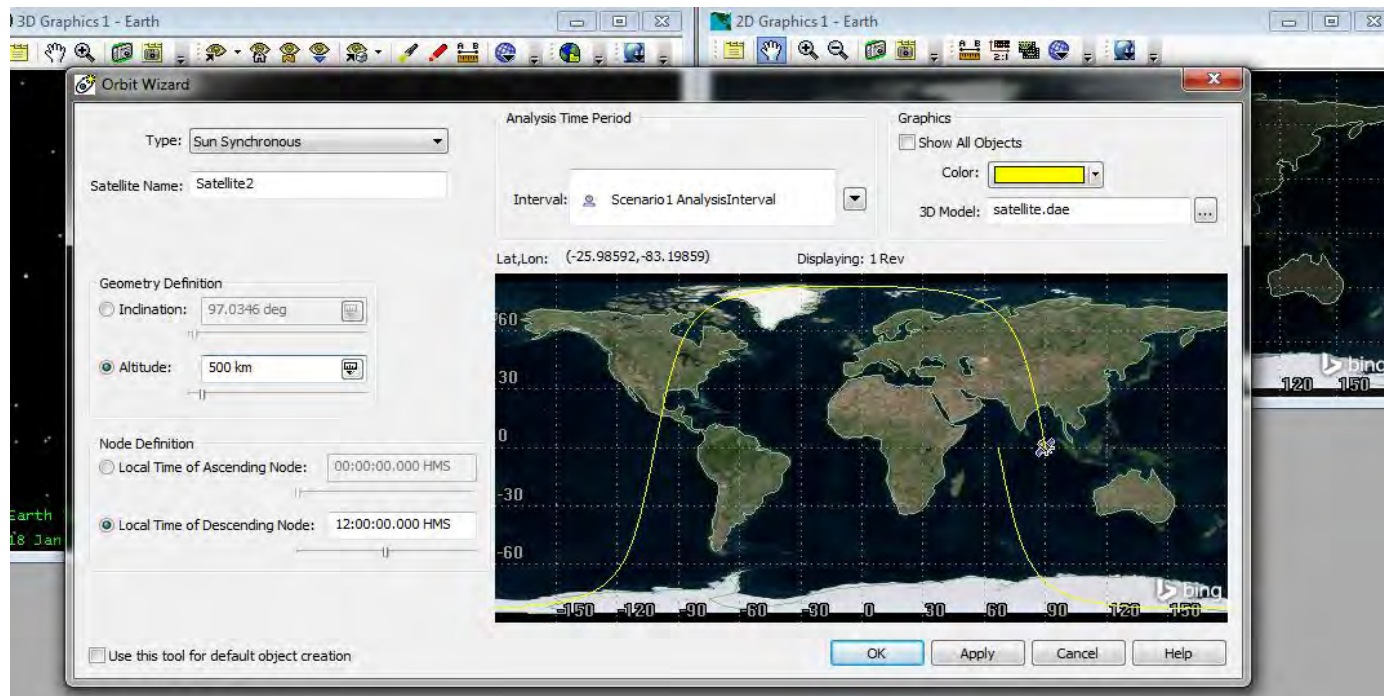 3D Graphics 1 - Earth
2D Graphics 1 - Earth
Orbit Wizard
Type: Sun Synchronous
Satellite Name: Satellite2
Analysis Time Period
Interval: Scenario1 AnalysisInterval
Graphics
Show All Objects
Color:
3D Model: satellite.dae ...
Lat,Lon: (-25.98592,-83.19859) Displaying: 1 Rev
Geometry Definition
Inclination: 97.0346 deg
Altitude: 500 km
Node Definition
Local Time of Ascending Node: 00:00:00.000 HMS
Local Time of Descending Node: 12:00:00.000 HMS
60
30
0
-30
-60
-150 -120 -90 -60 -30 0 30 60 90 120 150
bing
bing
120 150
Earth
18 Jan
Use this tool for default object creation
OK Apply Cancel Help